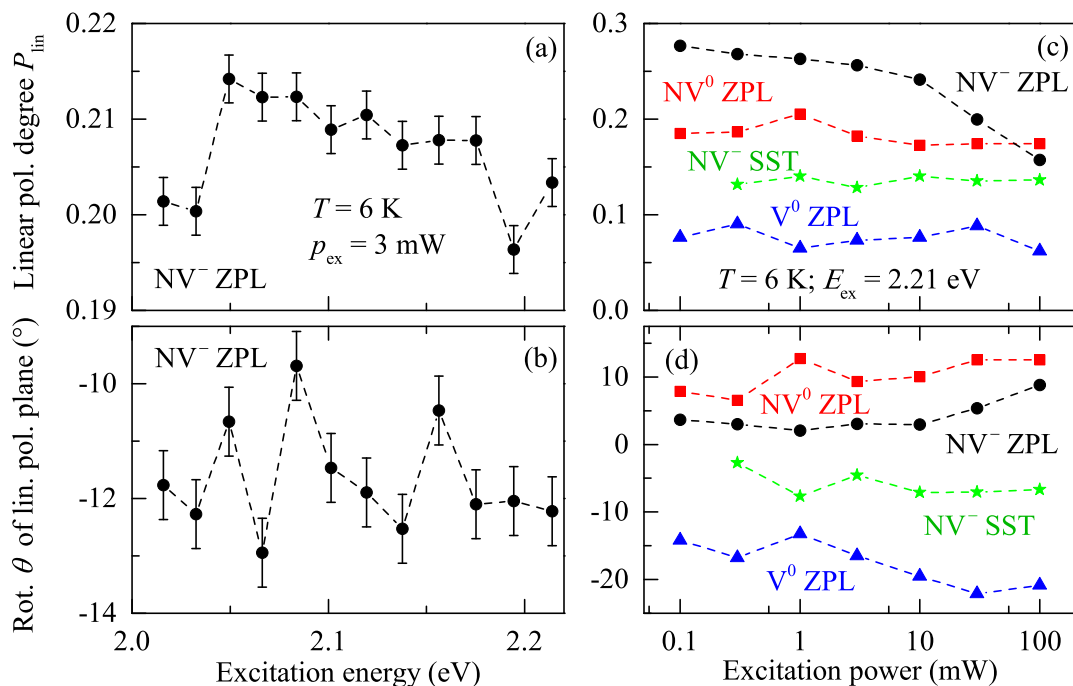 Linear pol. degree P_lin
0.22
0.21
0.20
0.19
(a)
T = 6 K
p_ex = 3 mW
NV⁻ ZPL
Rot. θ of lin. pol. plane (°)
-10
-12
-14
NV⁻ ZPL
(b)
2.0
2.1
2.2
Excitation energy (eV)
0.3
0.2
0.1
0.0
(c)
NV⁻ ZPL
NV⁰ ZPL
NV⁻ SST
V⁰ ZPL
T = 6 K; E_ex = 2.21 eV
10
0
-10
-20
(d)
NV⁰ ZPL
NV⁻ ZPL
NV⁻ SST
V⁰ ZPL
0.1
1
10
100
Excitation power (mW)